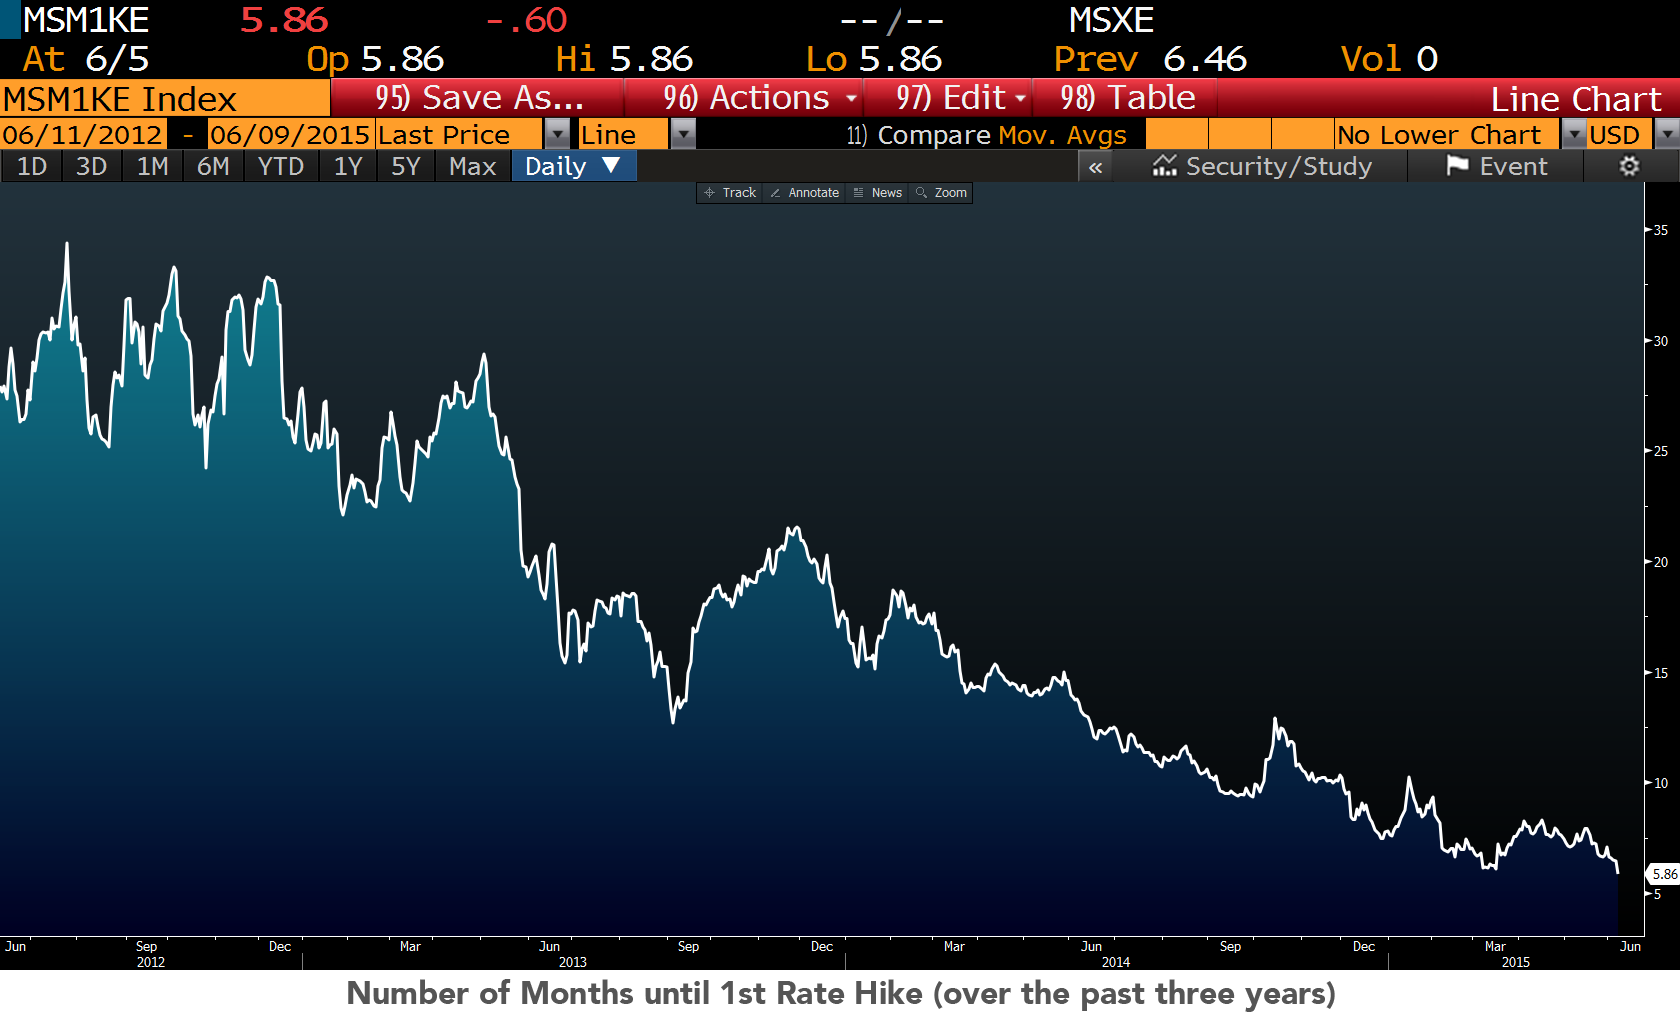 MSM1KE 5.86 -.60 --/-- MSXE
At 6/5 Op 5.86 Hi 5.86 Lo 5.86 Prev 6.46 Vol 0
MSM1KE Index 95) Save As... 96) Actions 97) Edit 98) Table Line Chart
06/11/2012 - 06/09/2015 Last Price Line 11) Compare Mov. Avgs No Lower Chart USD
1D 3D 1M 6M YTD 1Y 5Y Max Daily ▼ « Security/Study Event
Track Annotate News Zoom
35
30
25
20
15
10
5.86
5
Jun Sep Dec Mar Jun Sep Dec Mar Jun Sep Dec Mar Jun
2012 2013 2014 2015
Number of Months until 1st Rate Hike (over the past three years)